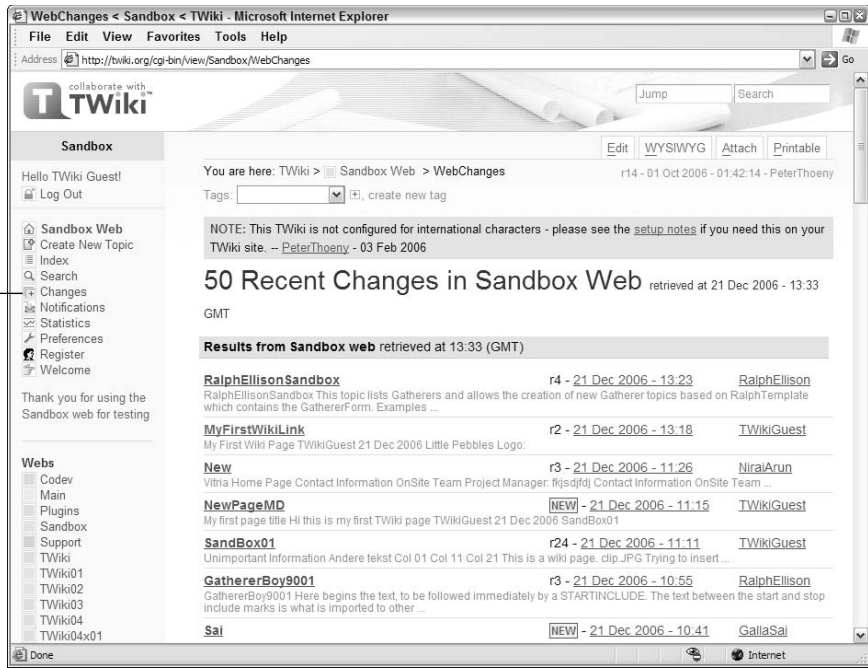 WebChanges < Sandbox < TWiki - Microsoft Internet Explorer
File Edit View Favorites Tools Help
Address http://twiki.org/cgi-bin/view/Sandbox/WebChanges Go
collaborate with
TWiki™
Jump Search
Sandbox
Hello TWiki Guest!
Log Out
Sandbox Web
Create New Topic
Index
Search
Changes
Notifications
Statistics
Preferences
Register
Welcome
Thank you for using the
Sandbox web for testing
Webs
Codev
Main
Plugins
Sandbox
Support
TWiki
TWiki01
TWiki02
TWiki03
TWiki04
TWiki04x01
Edit WYSIWYG Attach Printable
You are here: TWiki > Sandbox Web > WebChanges
r14 - 01 Oct 2006 - 01:42:14 - PeterThoeny
Tags: , create new tag
NOTE: This TWiki is not configured for international characters - please see the setup notes if you need this on your
TWiki site. -- PeterThoeny - 03 Feb 2006
50 Recent Changes in Sandbox Web retrieved at 21 Dec 2006 - 13:33
GMT
Results from Sandbox web retrieved at 13:33 (GMT)
RalphEllisonSandbox r4 - 21 Dec 2006 - 13:23 RalphEllison
RalphEllisonSandbox This topic lists Gatherers and allows the creation of new Gatherer topics based on RalphTemplate
which contains the GathererForm. Examples ...
MyFirstWikiLink r2 - 21 Dec 2006 - 13:18 TWikiGuest
My First Wiki Page TWikiGuest 21 Dec 2006 Little Pebbles Logo:
New r3 - 21 Dec 2006 - 11:26 NiraiArun
Vitria Home Page Contact Information OnSite Team Project Manager: fkjsdjfdj Contact Information OnSite Team ...
NewPageMD NEW - 21 Dec 2006 - 11:15 TWikiGuest
My first page title Hi this is my first TWiki page TWikiGuest 21 Dec 2006 SandBox01
SandBox01 r24 - 21 Dec 2006 - 11:11 TWikiGuest
Unimportant Information Andere tekst Col 01 Col 11 Col 21 This is a wiki page. clip.JPG Trying to insert ...
GathererBoy9001 r3 - 21 Dec 2006 - 10:55 RalphEllison
GathererBoy9001 Here begins the text, to be followed immediately by a STARTINCLUDE. The text between the start and stop
include marks is what is imported to other ...
Sai NEW - 21 Dec 2006 - 10:41 GallaSai
Done Internet